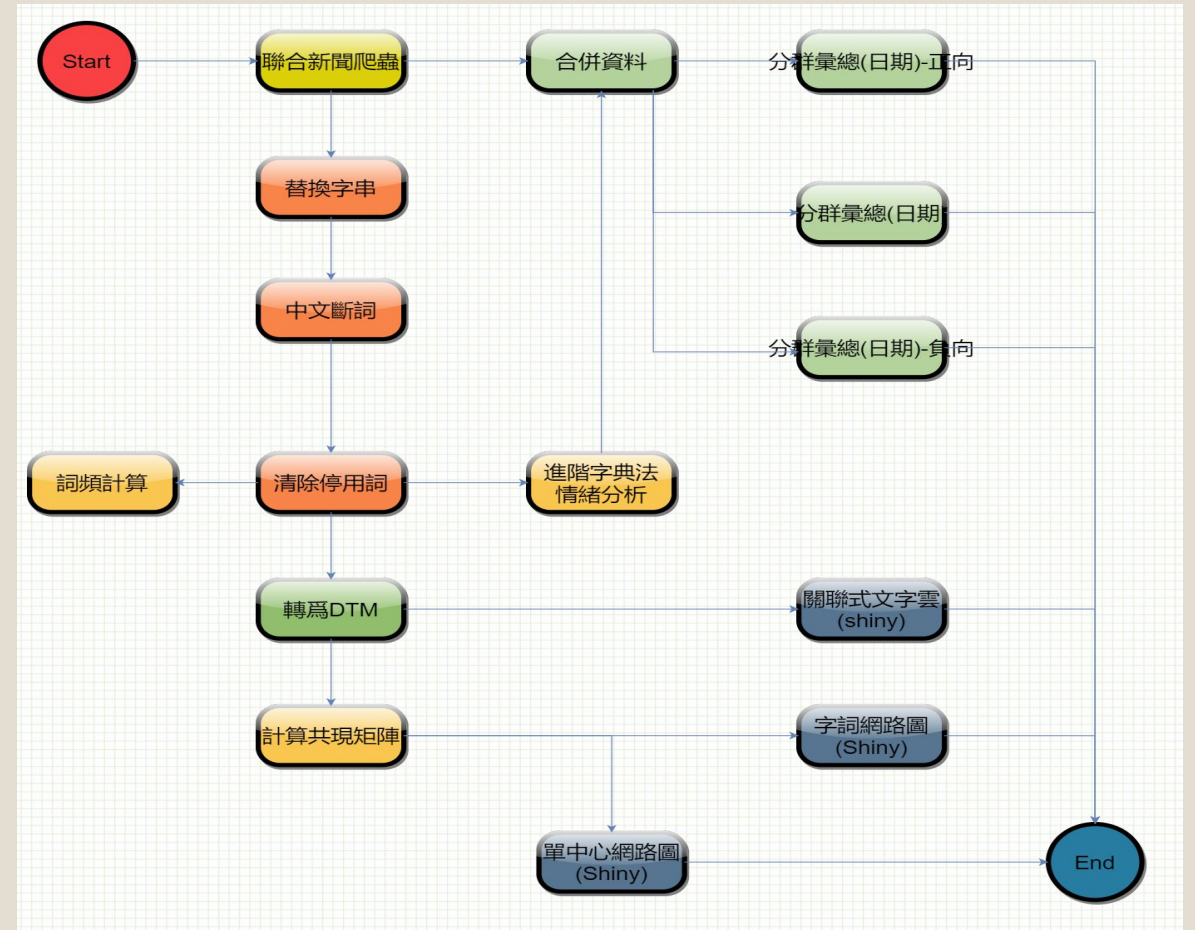 Start
聯合新聞爬蟲
合併資料
分群彙總(日期)-正向
替換字串
分群彙總(日期
中文斷詞
分群彙總(日期)-負向
詞頻計算
清除停用詞
進階字典法
情緒分析
轉爲DTM
關聯式文字雲
(shiny)
計算共現矩陣
字詞網路圖
(Shiny)
單中心網路圖
(Shiny)
End